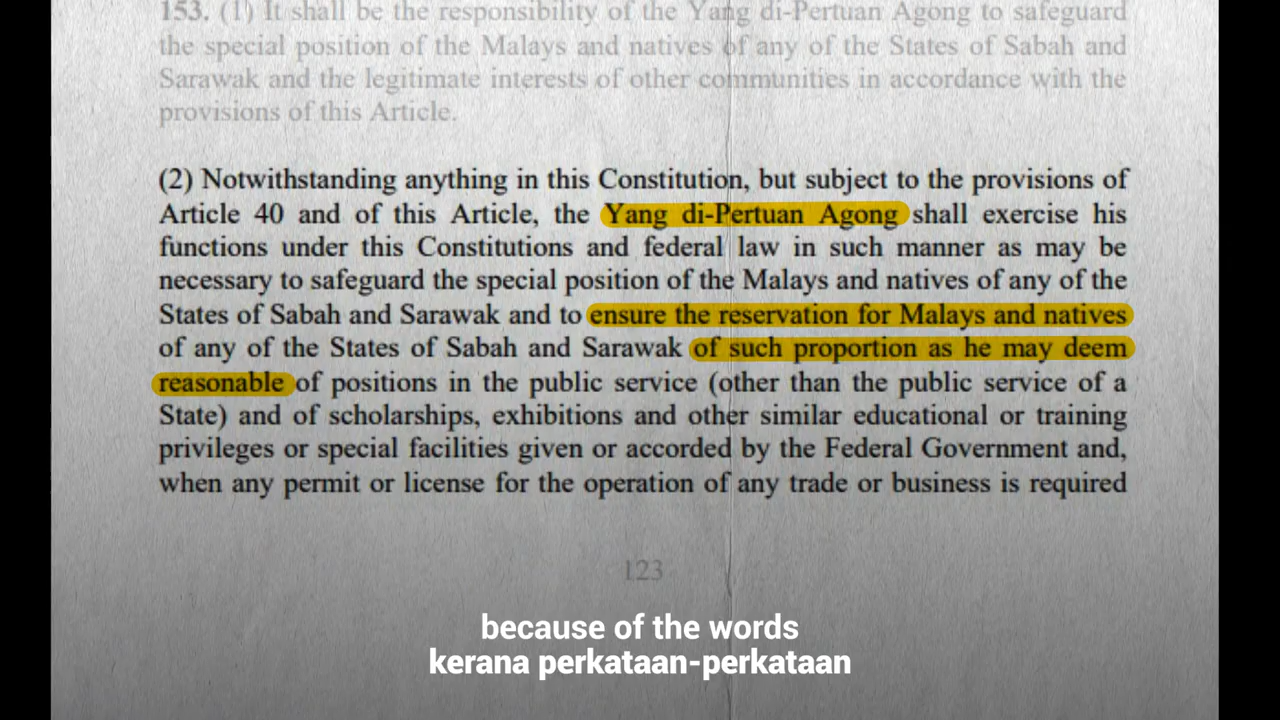 153. (1) It shall be the responsibility of the Yang di-Pertuan Agong to safeguard
the special position of the Malays and natives of any of the States of Sabah and
Sarawak and the legitimate interests of other communities in accordance with the
provisions of this Article.
(2) Notwithstanding anything in this Constitution, but subject to the provisions of
Article 40 and of this Article, the Yang di-Pertuan Agong shall exercise his
functions under this Constitutions and federal law in such manner as may be
necessary to safeguard the special position of the Malays and natives of any of the
States of Sabah and Sarawak and to ensure the reservation for Malays and natives
of any of the States of Sabah and Sarawak of such proportion as he may deem
reasonable of positions in the public service (other than the public service of a
State) and of scholarships, exhibitions and other similar educational or training
privileges or special facilities given or accorded by the Federal Government and,
when any permit or license for the operation of any trade or business is required
123
because of the words
kerana perkataan-perkataan